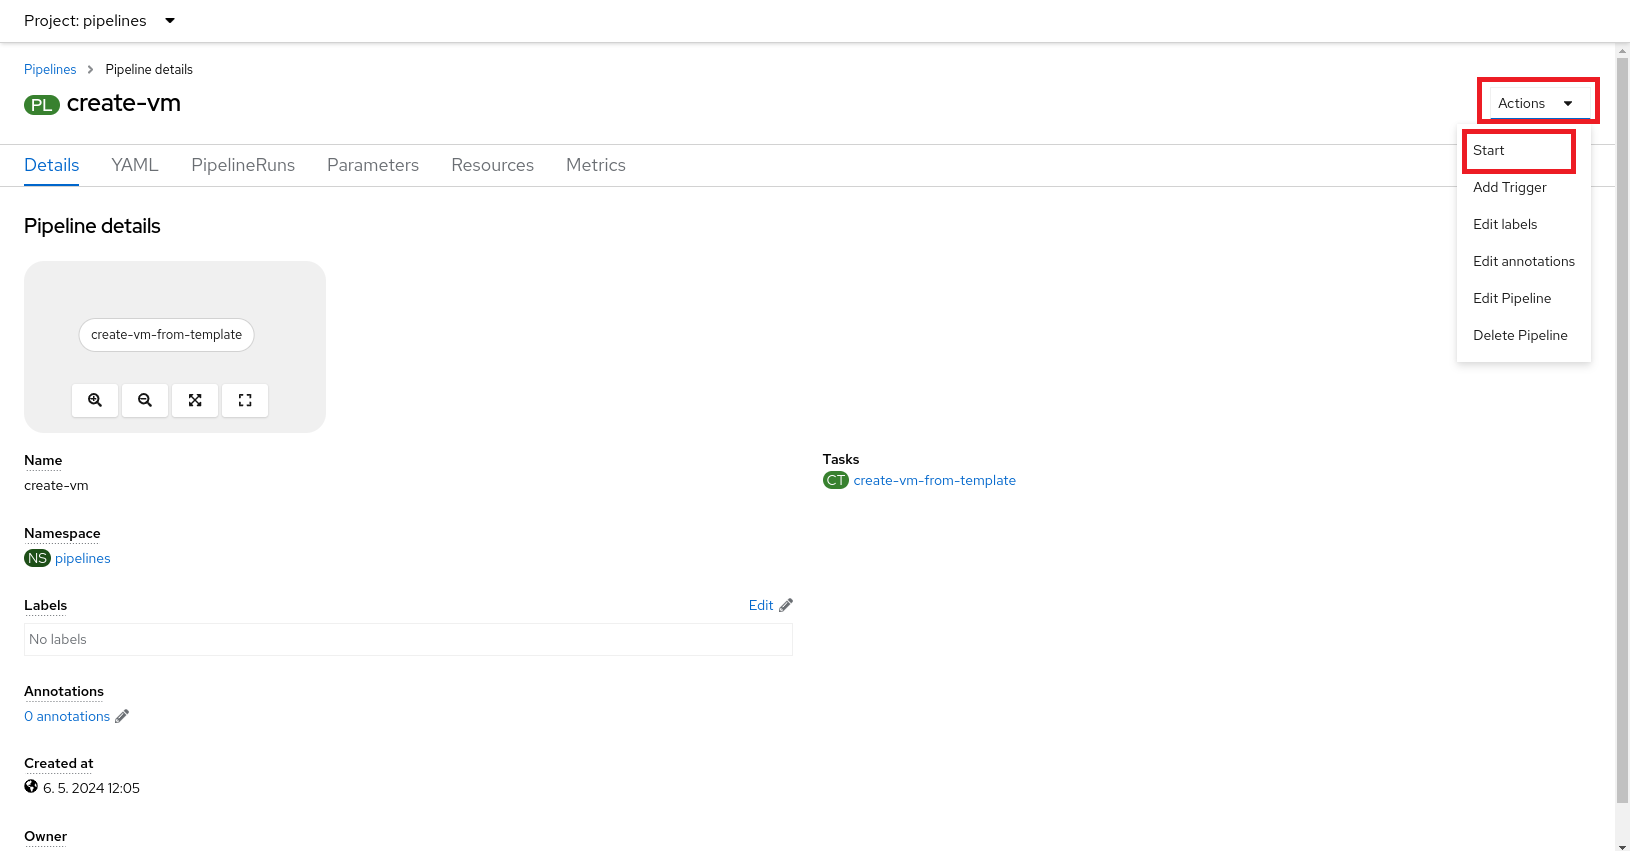 Project: pipelines
Pipelines > Pipeline details
PL create-vm
Actions
Start
Add Trigger
Edit labels
Edit annotations
Edit Pipeline
Delete Pipeline
Details YAML PipelineRuns Parameters Resources Metrics
Pipeline details
create-vm-from-template
Name
create-vm
Namespace
NS pipelines
Labels Edit
No labels
Annotations
0 annotations
Created at
6. 5. 2024 12:05
Owner
Tasks
CT create-vm-from-template